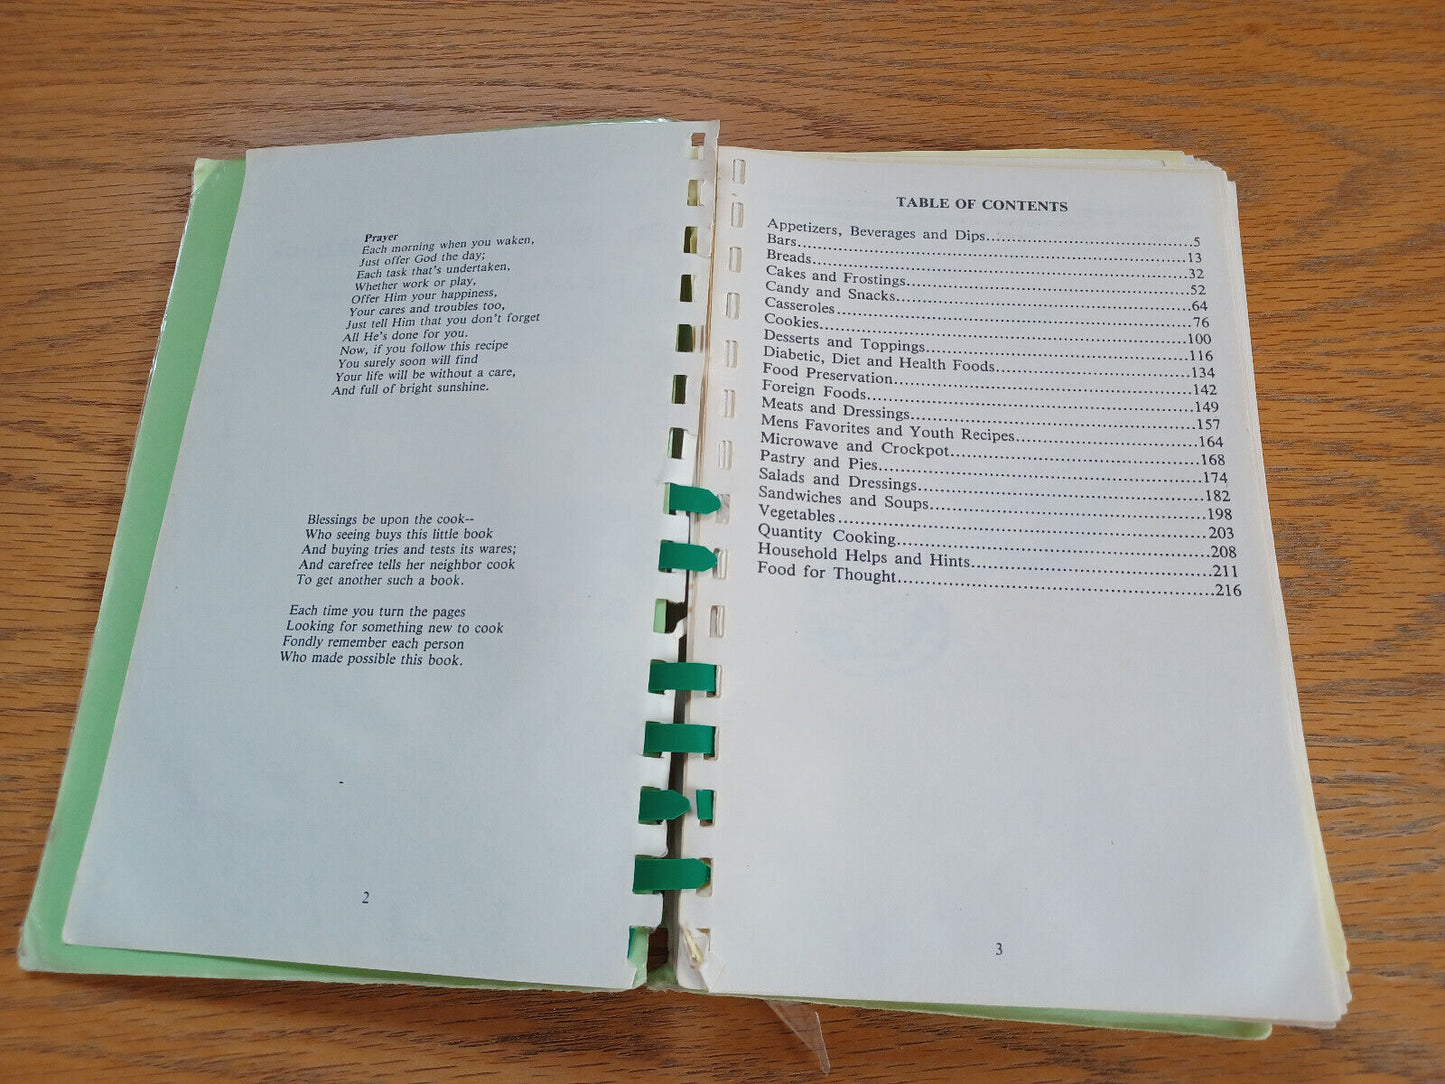 Prayer
Each morning when you waken,
Just offer God the day;
Each task that's undertaken,
Whether work or play,
Offer Him your happiness,
Your cares and troubles too,
Just tell Him that you don't forget
All He's done for you.
Now, if you follow this recipe
You surely soon will find
Your life will be without a care,
And full of bright sunshine.
Blessings be upon the cook--
Who seeing buys this little book
And buying tries and tests its wares;
And carefree tells her neighbor cook
To get another such a book.
Each time you turn the pages
Looking for something new to cook
Fondly remember each person
Who made possible this book.
2
TABLE OF CONTENTS
Appetizers, Beverages and Dips.....5
Bars.....13
Breads.....32
Cakes and Frostings.....52
Candy and Snacks.....64
Casseroles.....76
Cookies.....100
Desserts and Toppings.....116
Diabetic, Diet and Health Foods.....134
Food Preservation.....142
Foreign Foods.....149
Meats and Dressings.....157
Mens Favorites and Youth Recipes.....164
Microwave and Crockpot.....168
Pastry and Pies.....174
Salads and Dressings.....182
Sandwiches and Soups.....198
Vegetables.....203
Quantity Cooking.....208
Household Helps and Hints.....211
Food for Thought.....216
3